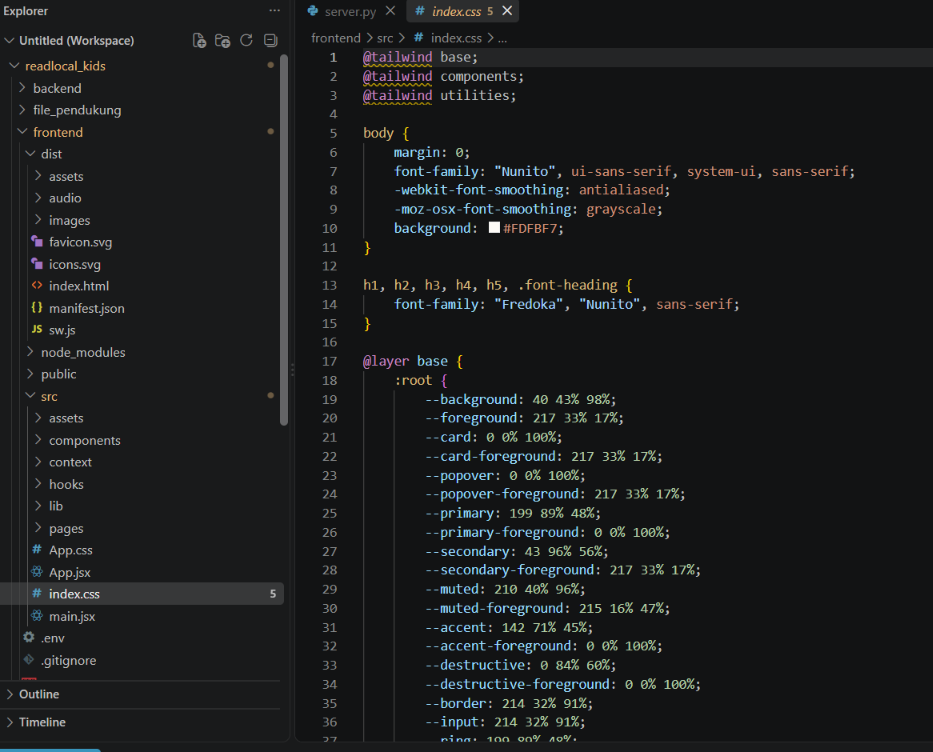 Explorer
Untitled (Workspace)
readlocal_kids
backend
file_pendukung
frontend
dist
assets
audio
images
favicon.svg
icons.svg
index.html
manifest.json
JS sw.js
node_modules
public
src
assets
components
context
hooks
lib
pages
# App.css
App.jsx
# index.css 5
main.jsx
.env
.gitignore
Outline
Timeline
server.py # index.css 5
frontend > src > # index.css > ...
1 @tailwind base;
2 @tailwind components;
3 @tailwind utilities;
4
5 body {
6 margin: 0;
7 font-family: "Nunito", ui-sans-serif, system-ui, sans-serif;
8 -webkit-font-smoothing: antialiased;
9 -moz-osx-font-smoothing: grayscale;
10 background: #FDFBF7;
11 }
12
13 h1, h2, h3, h4, h5, .font-heading {
14 font-family: "Fredoka", "Nunito", sans-serif;
15 }
16
17 @layer base {
18 :root {
19 --background: 40 43% 98%;
20 --foreground: 217 33% 17%;
21 --card: 0 0% 100%;
22 --card-foreground: 217 33% 17%;
23 --popover: 0 0% 100%;
24 --popover-foreground: 217 33% 17%;
25 --primary: 199 89% 48%;
26 --primary-foreground: 0 0% 100%;
27 --secondary: 43 96% 56%;
28 --secondary-foreground: 217 33% 17%;
29 --muted: 210 40% 96%;
30 --muted-foreground: 215 16% 47%;
31 --accent: 142 71% 45%;
32 --accent-foreground: 0 0% 100%;
33 --destructive: 0 84% 60%;
34 --destructive-foreground: 0 0% 100%;
35 --border: 214 32% 91%;
36 --input: 214 32% 91%;
37 --ring: 199 89% 48%;